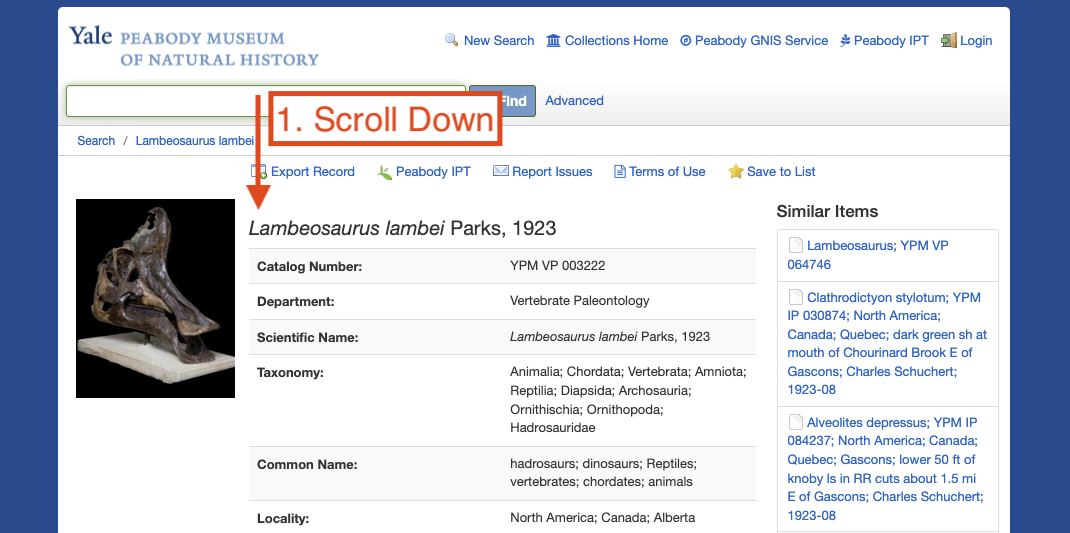 Yale PEABODY MUSEUM
OF NATURAL HISTORY
New Search Collections Home Peabody GNIS Service Peabody IPT Login
Find Advanced
1. Scroll Down
Search / Lambeosaurus lambei
Export Record Peabody IPT Report Issues Terms of Use Save to List
Lambeosaurus lambei Parks, 1923
Catalog Number: YPM VP 003222
Department: Vertebrate Paleontology
Scientific Name: Lambeosaurus lambei Parks, 1923
Taxonomy: Animalia; Chordata; Vertebrata; Amniota;
Reptilia; Diapsida; Archosauria;
Ornithischia; Ornithopoda;
Hadrosauridae
Common Name: hadrosaurs; dinosaurs; Reptiles;
vertebrates; chordates; animals
Locality: North America; Canada; Alberta
Similar Items
Lambeosaurus; YPM VP
064746
Clathrodictyon stylotum; YPM
IP 030874; North America;
Canada; Quebec; dark green sh at
mouth of Chourinard Brook E of
Gascons; Charles Schuchert;
1923-08
Alveolites depressus; YPM IP
084237; North America; Canada;
Quebec; Gascons; lower 50 ft of
knoby ls in RR cuts about 1.5 mi
E of Gascons; Charles Schuchert;
1923-08